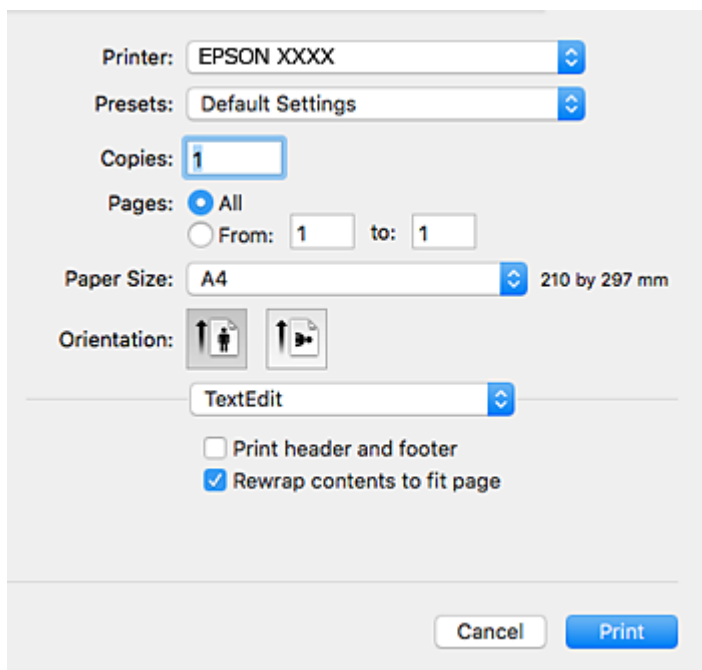 Printer: EPSON XXXX
Presets: Default Settings
Copies: 1
Pages: All
From: 1 to: 1
Paper Size: A4 210 by 297 mm
Orientation:
TextEdit
Print header and footer
Rewrap contents to fit page
Cancel Print